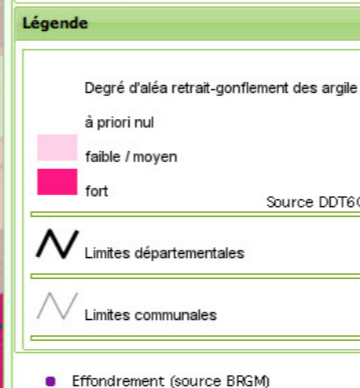 Légende
Degré d'aléa retrait-gonflement des argile
à priori nul
faible / moyen
fort
Source DDT6
Limites départementales
Limites communales
Effondrement (source BRGM)